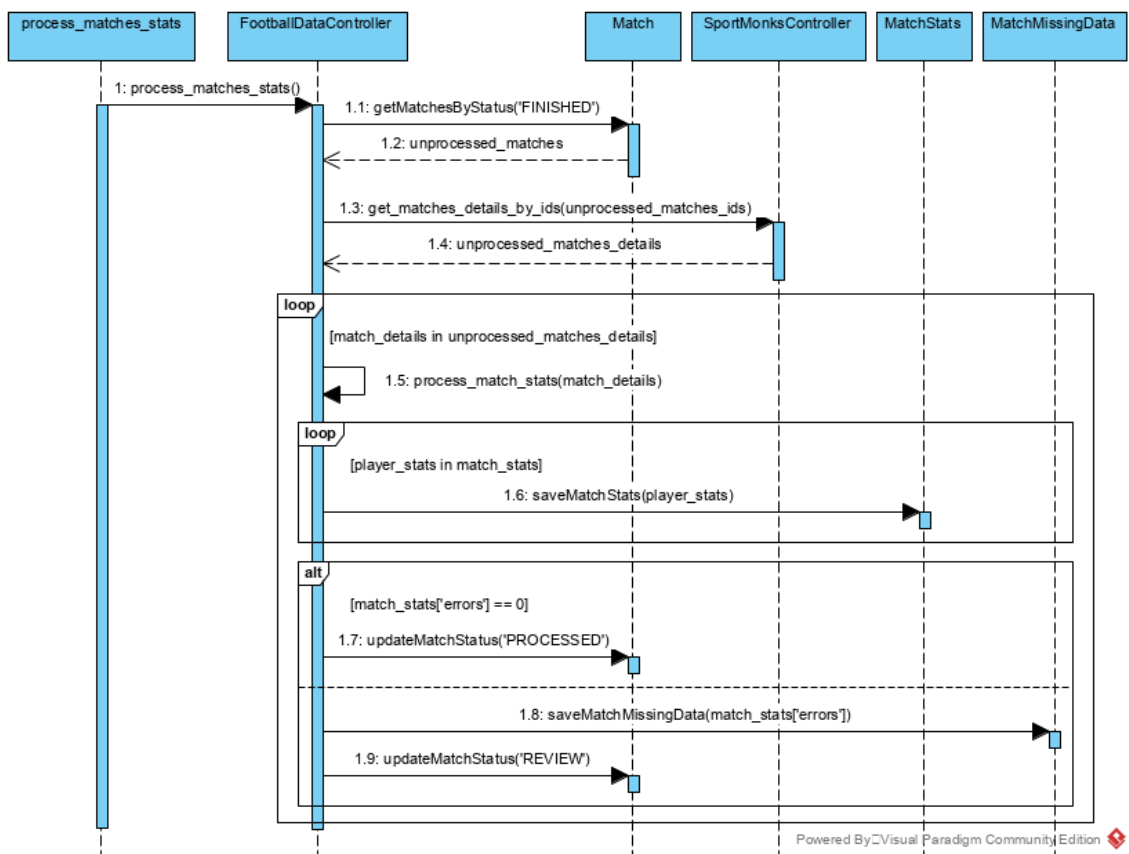 process_matches_stats
FootballDataController
Match
SportMonksController
MatchStats
MatchMissingData
1: process_matches_stats()
1.1: getMatchesByStatus("FINISHED")
1.2: unprocessed_matches
1.3: get_matches_details_by_ids(unprocessed_matches_ids)
1.4: unprocessed_matches_details
loop
[match_details in unprocessed_matches_details]
1.5: process_match_stats(match_details)
loop
[player_stats in match_stats]
1.6: saveMatchStats(player_stats)
alt
[match_stats['errors'] == 0]
1.7: updateMatchStatus("PROCESSED")
1.8: saveMatchMissingData(match_stats['errors'])
1.9: updateMatchStatus("REVIEW")
Powered By□Visual Paradigm Community Edition